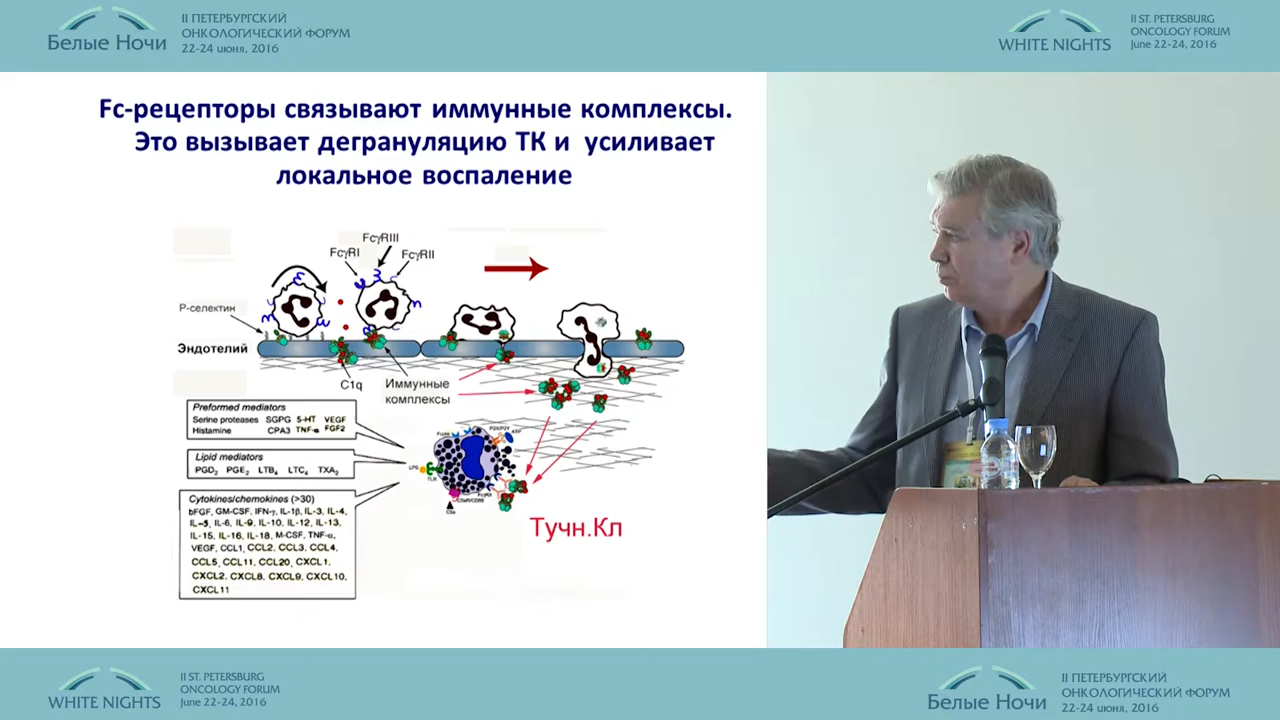 Белые Ночи
II ПЕТЕРБУРГСКИЙ
ОНКОЛОГИЧЕСКИЙ ФОРУМ
22-24 июня, 2016
WHITE NIGHTS
II ST. PETERSBURG
ONCOLOGY FORUM
June 22-24, 2016
Fc-рецепторы связывают иммунные комплексы.
Это вызывает дегрануляцию ТК и усиливает
локальное воспаление
FcγRIII
FcγRI
FcγRII
Р-селектин
Эндотелий
C1q
Иммунные
комплексы
Preformed mediators
Serine proteases SGPG 5-HT VEGF
Histamine CPA3 TNF-α FGF2
Lipid mediators
PGD2 PGE2 LTB4 LTC4 TXA2
Cytokines/chemokines (>30)
bFGF, GM-CSF, IFN-γ, IL-1β, IL-3, IL-4,
IL-5, IL-6, IL-9, IL-10, IL-12, IL-13,
IL-15, IL-16, IL-18, M-CSF, TNF-α,
VEGF, CCL1, CCL2, CCL3, CCL4,
CCL5, CCL11, CCL20, CXCL1,
CXCL2, CXCL8, CXCL9, CXCL10,
CXCL11
P2X/P2Y
ATP
LPS
TLR
C5a
Тучн.Кл
WHITE NIGHTS
II ST. PETERSBURG
ONCOLOGY FORUM
June 22-24, 2016
Белые Ночи
II ПЕТЕРБУРГСКИЙ
ОНКОЛОГИЧЕСКИЙ ФОРУМ
22-24 июня, 2016